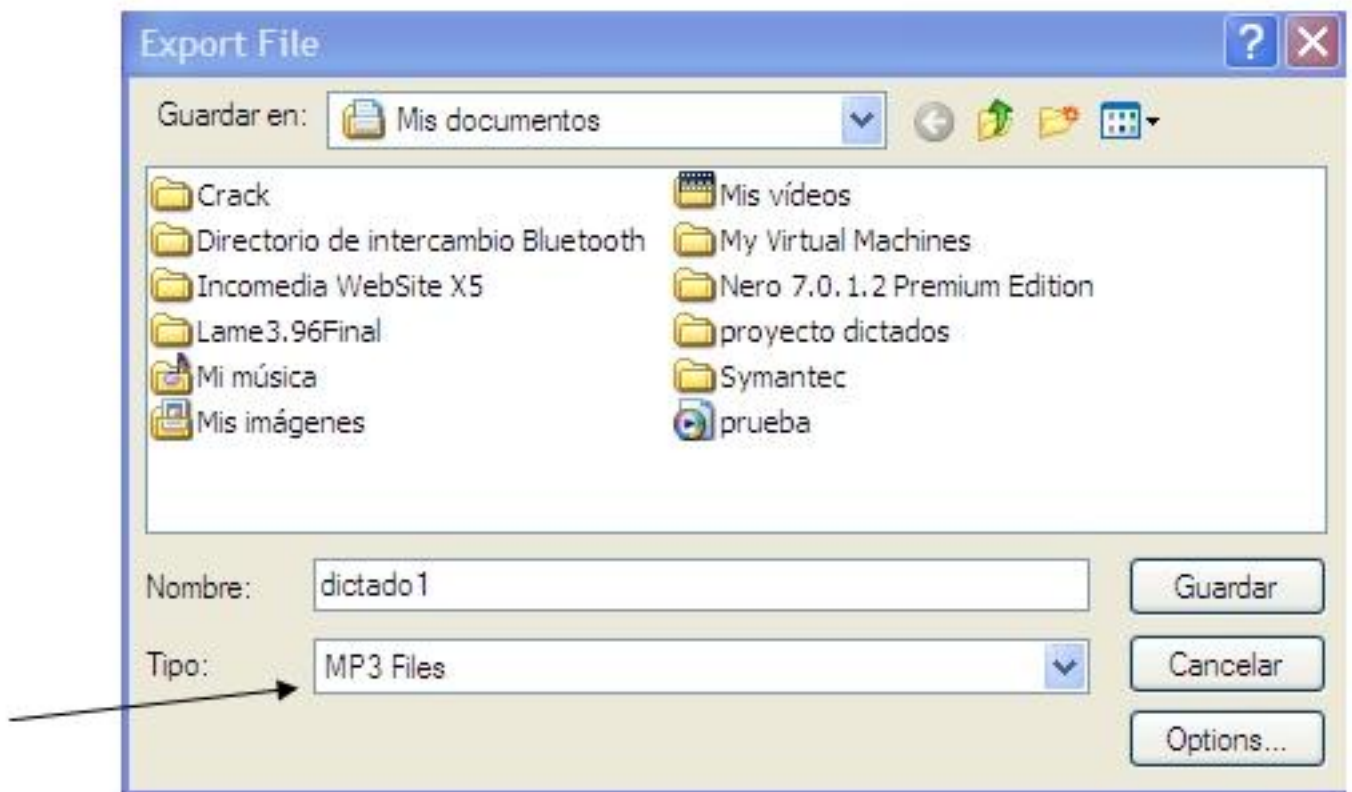 Export File
Guardar en: Mis documentos
Crack
Directorio de intercambio Bluetooth
Incomedia WebSite X5
Lame3.96Final
Mi música
Mis imágenes
Mis vídeos
My Virtual Machines
Nero 7.0.1.2 Premium Edition
proyecto dictados
Symantec
prueba
Nombre: dictado1 Guardar
Tipo: MP3 Files Cancelar
Options...